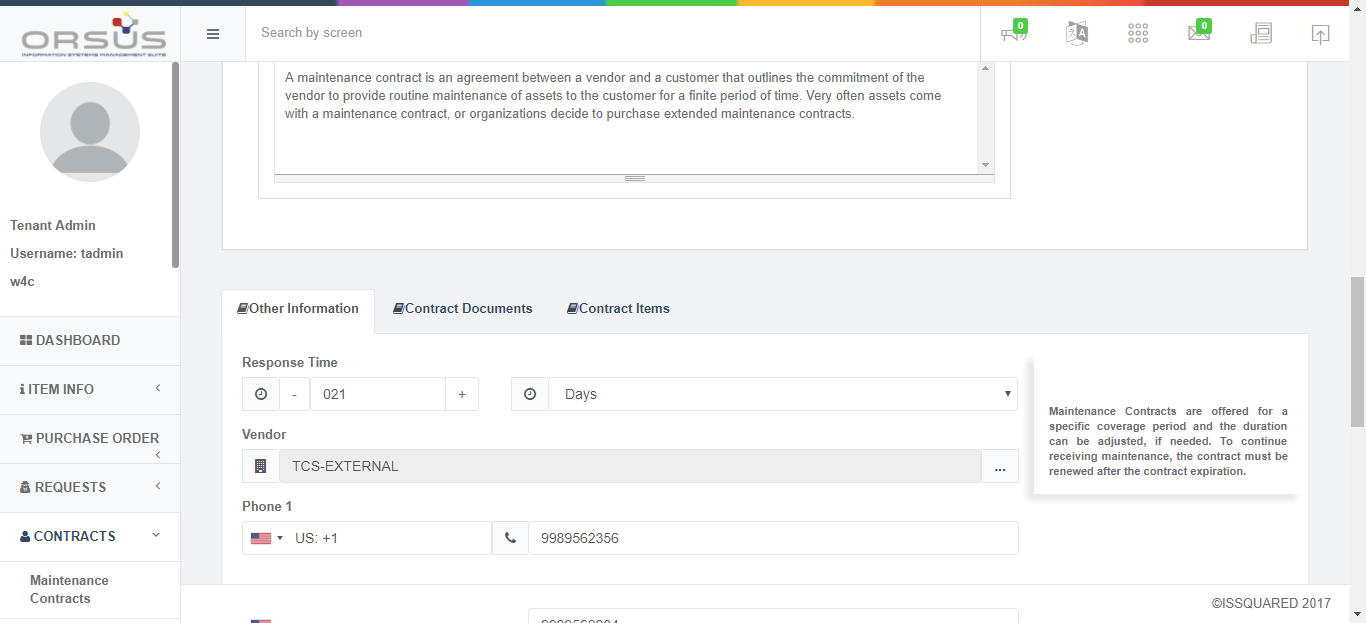 ORSUS
INFORMATION SYSTEMS MANAGEMENT SUITE
Search by screen
0
A
0
Tenant Admin
Username: tadmin
w4c
DASHBOARD
ITEM INFO
PURCHASE ORDER
REQUESTS
CONTRACTS
Maintenance
Contracts
A maintenance contract is an agreement between a vendor and a customer that outlines the commitment of the
vendor to provide routine maintenance of assets to the customer for a finite period of time. Very often assets come
with a maintenance contract, or organizations decide to purchase extended maintenance contracts.
Other Information
Contract Documents
Contract Items
Response Time
- 021 +
Days
Vendor
TCS-EXTERNAL
...
Phone 1
US: +1
9989562356
Maintenance Contracts are offered for a
specific coverage period and the duration
can be adjusted, if needed. To continue
receiving maintenance, the contract must be
renewed after the contract expiration.
©ISSQUARED 2017